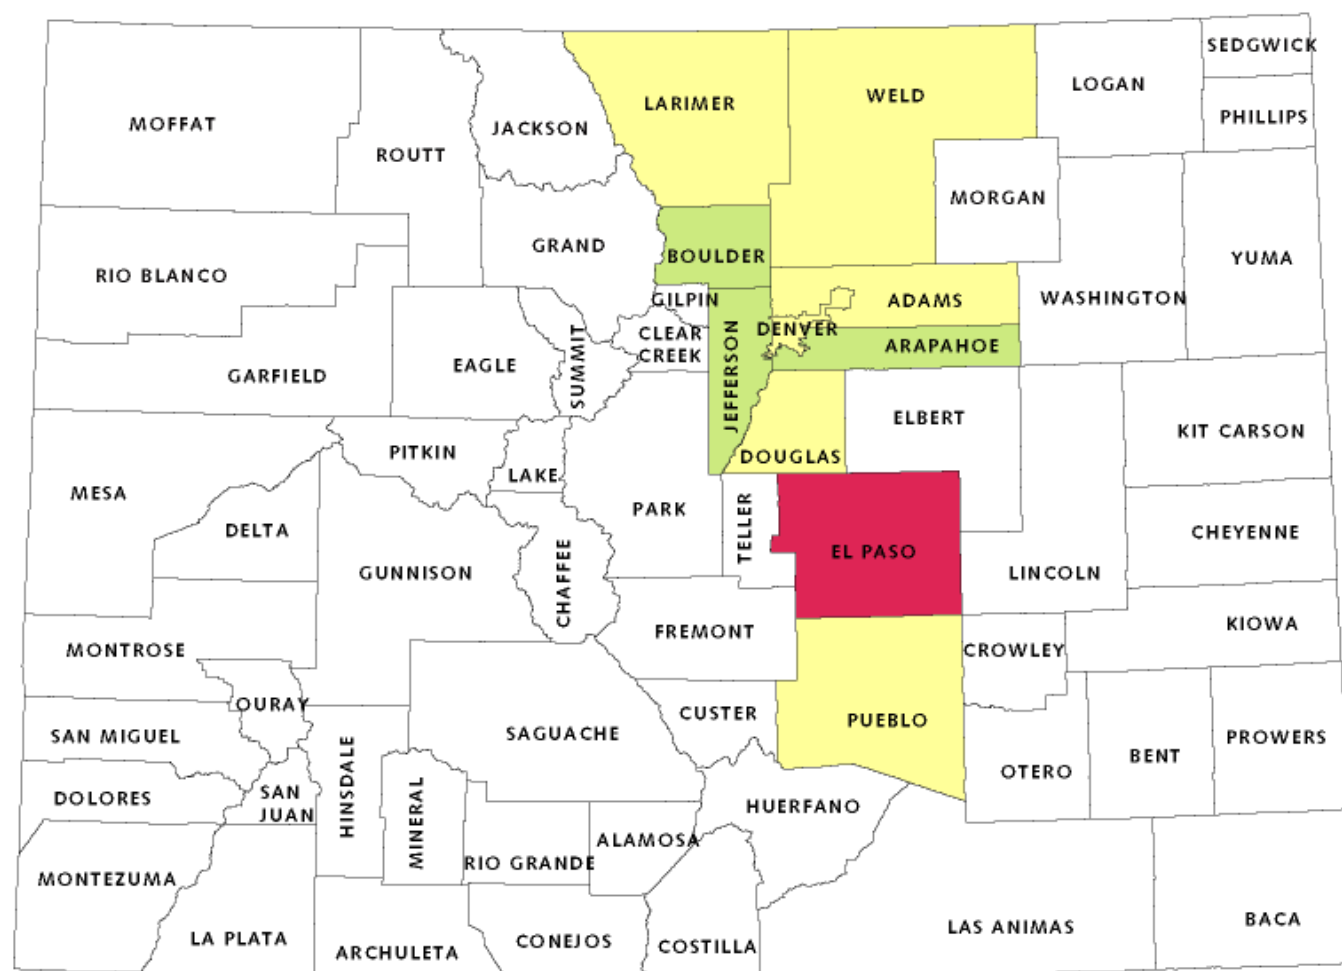 SEDGWICK
LOGAN
WELD
LARIMER
PHILLIPS
MOFFAT
JACKSON
ROUTT
MORGAN
GRAND
BOULDER
YUMA
RIO BLANCO
GILPIN
ADAMS
WASHINGTON
DENVER
CLEAR
CREEK
ARAPAHOE
EAGLE
SUMMIT
GARFIELD
JEFFERSON
ELBERT
KIT CARSON
PITKIN
DOUGLAS
LAKE
MESA
PARK
TELLER
DELTA
CHEYENNE
EL PASO
GUNNISON
CHAFFEE
LINCOLN
KIOWA
FREMONT
MONTROSE
CROWLEY
OURAY
CUSTER
PUEBLO
SAN MIGUEL
SAGUACHE
PROWERS
BENT
OTERO
HINSDALE
DOLORES
SAN
JUAN
HUERFANO
MINERAL
ALAMOSA
RIO GRANDE
MONTEZUMA
BACA
LAS ANIMAS
LA PLATA
CONEJOS
COSTILLA
ARCHULETA